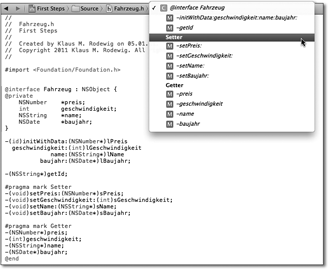 First Steps
Source
Fahrzeug.h
@interface Fahrzeug
-initWithData:geschwindigkeit:name:baujahr:
-getId
Setter
-setPreis:
-setGeschwindigkeit:
-setName:
-setBaujahr:
Getter
-preis
-geschwindigkeit
-name
-baujahr
//
//  Fahrzeug.h
//  First Steps
//
//  Created by Klaus M. Rodewig on 05.01.
//  Copyright 2011 Klaus M. Rodewig. All
//
#import <Foundation/Foundation.h>
@interface Fahrzeug : NSObject {
@private
NSNumber *preis;
int geschwindigkeit;
NSString *name;
NSDate *baujahr;
}
-(id)initWithData:(NSNumber*)lPreis
geschwindigkeit:(int)lGeschwindigkeit
name:(NSString*)lName
baujahr:(NSDate*)lBaujahr;
-(NSString*)getId;
#pragma mark Setter
-(void)setPreis:(NSNumber*)sPreis;
-(void)setGeschwindigkeit:(int)sGeschwindigkeit;
-(void)setName:(NSString*)sName;
-(void)setBaujahr:(NSDate*)sBaujahr;
#pragma mark Getter
-(NSNumber*)preis;
-(int)geschwindigkeit;
-(NSString*)name;
-(NSDate*)baujahr;
@end